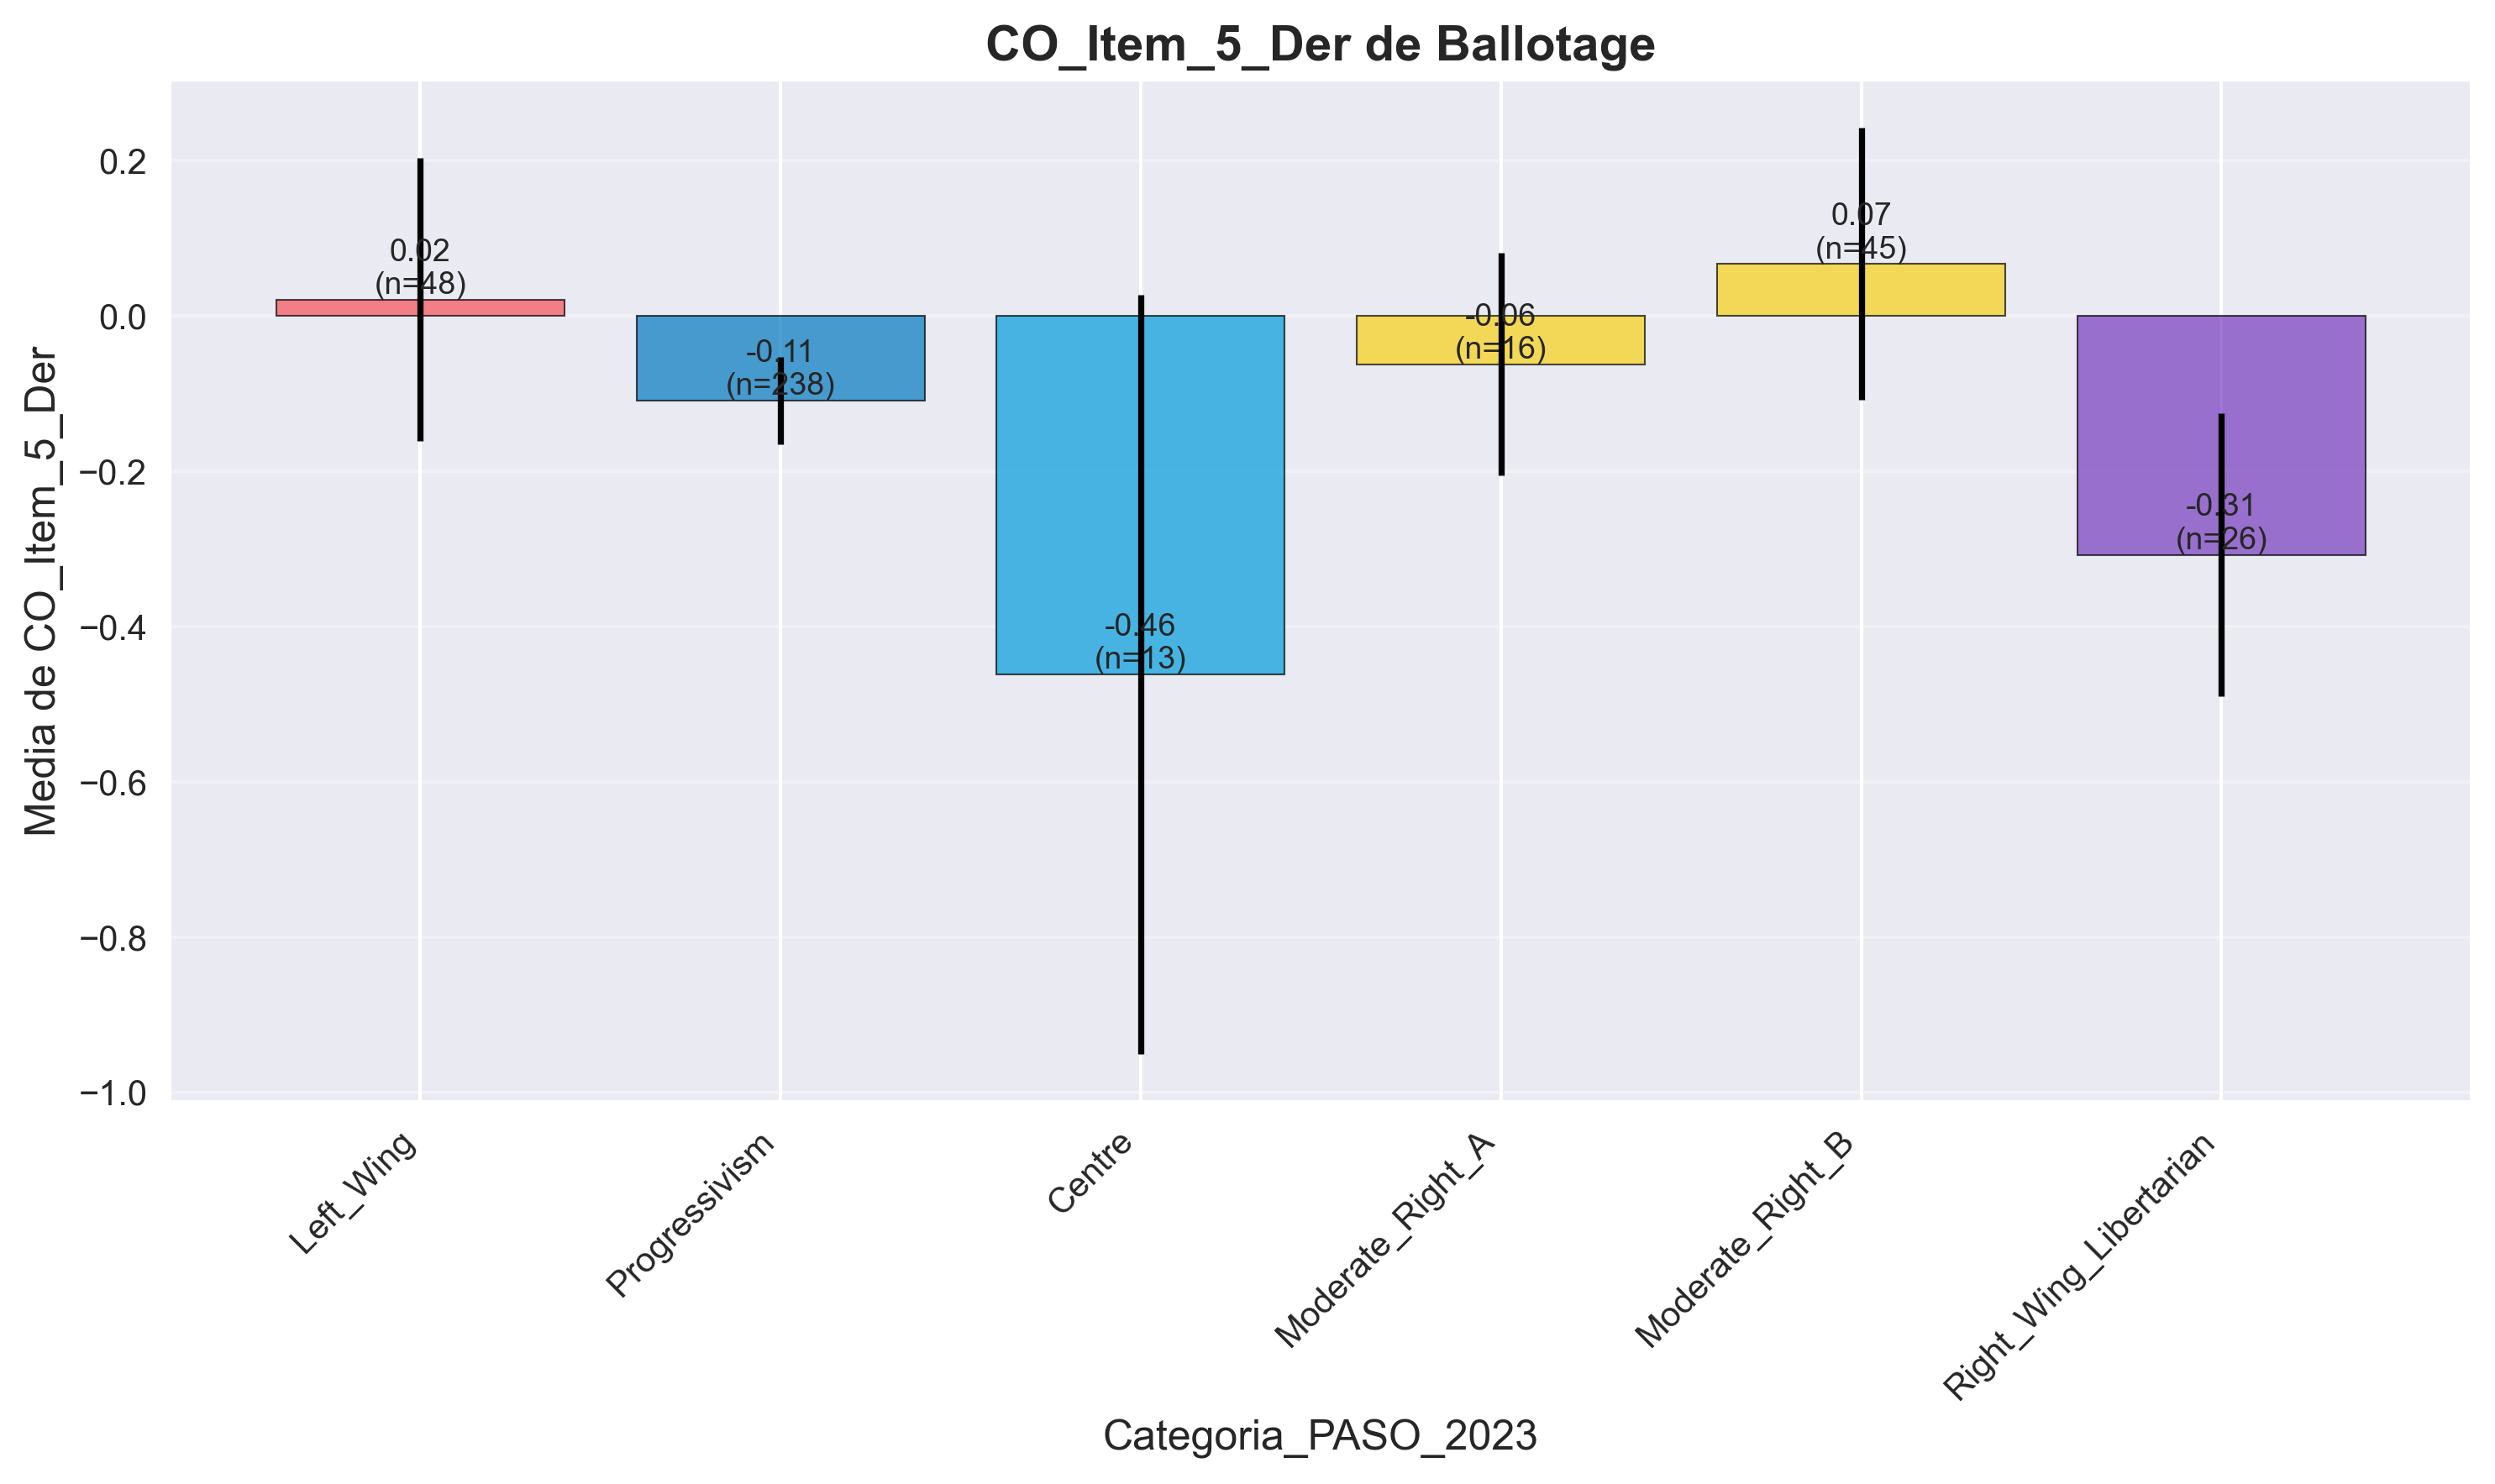 CO_Item_5_Der de Ballotage
Media de CO_Item_5_Der
0.2
0.0
−0.2
−0.4
−0.6
−0.8
−1.0
0.02
(n=48)
-0.11
(n=238)
-0.46
(n=13)
-0.06
(n=16)
0.07
(n=45)
-0.31
(n=26)
Left_Wing
Progressivism
Centre
Moderate_Right_A
Moderate_Right_B
Right_Wing_Libertarian
Categoria_PASO_2023